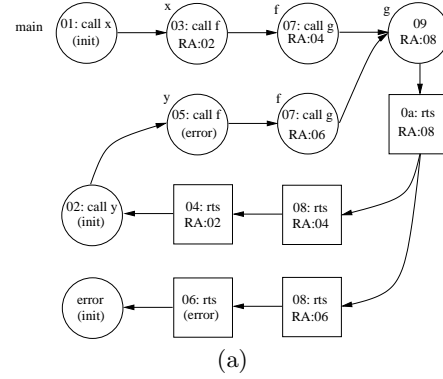 x
f
g
main
01: call x
(init)
03: call f
RA:02
07: call g
RA:04
09
RA:08
y
f
05: call f
(error)
07: call g
RA:06
0a: rts
RA:08
02: call y
(init)
04: rts
RA:02
08: rts
RA:04
error
(init)
06: rts
(error)
08: rts
RA:06
(a)